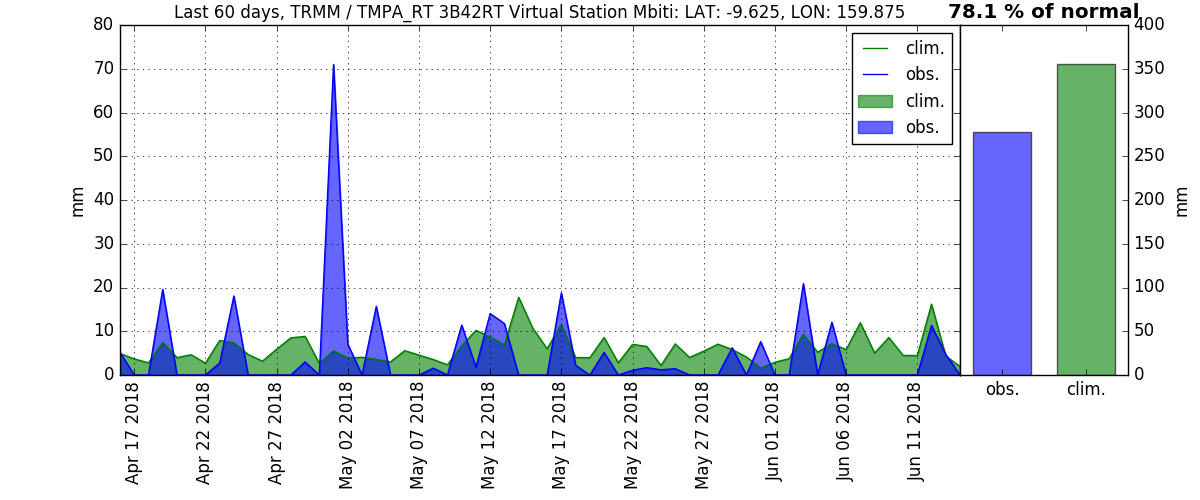 Last 60 days, TRMM / TMPA_RT 3B42RT Virtual Station Mbiti: LAT: -9.625, LON: 159.875
78.1 % of normal
80
70
60
50
40
30
20
10
0
mm
clim.
obs.
clim.
obs.
400
350
300
250
200
150
100
50
0
mm
Apr 17 2018
Apr 22 2018
Apr 27 2018
May 02 2018
May 07 2018
May 12 2018
May 17 2018
May 22 2018
May 27 2018
Jun 01 2018
Jun 06 2018
Jun 11 2018
obs.
clim.